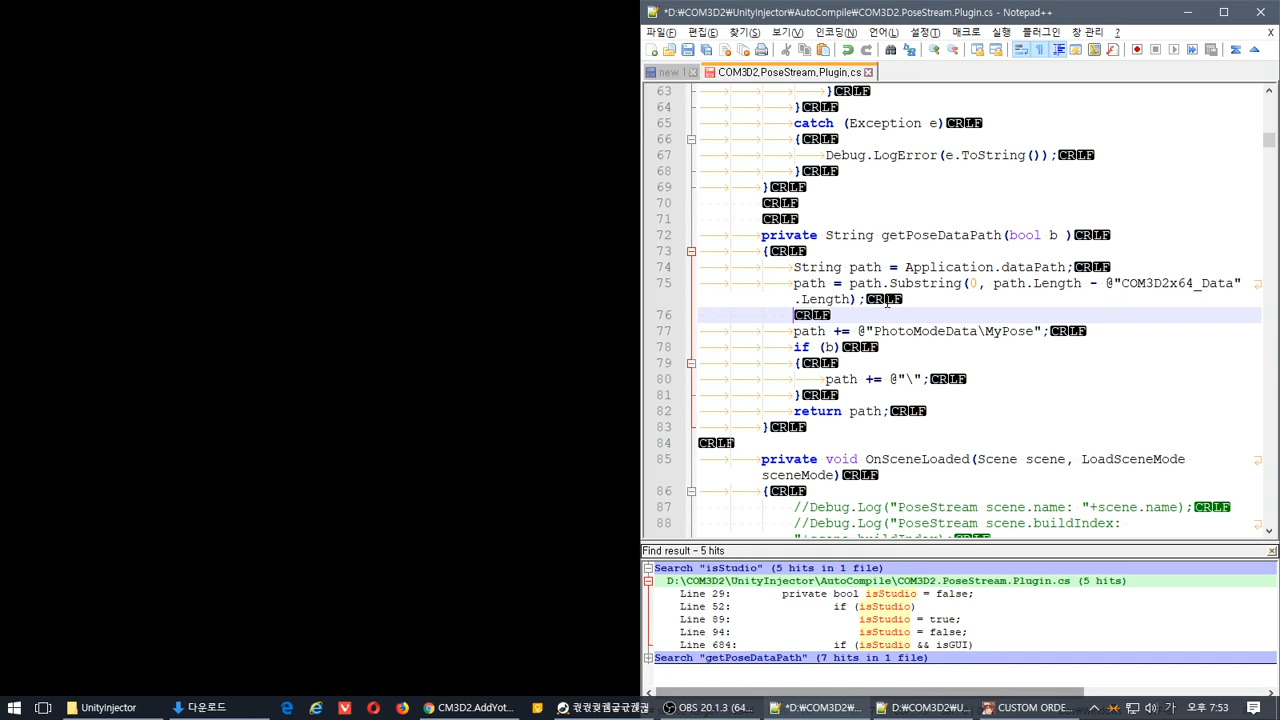 *D:₩COM3D2₩UnityInjector₩AutoCompile₩COM3D2.PoseStream.Plugin.cs - Notepad++
파일(F) 편집(E) 찾기(S) 보기(V) 인코딩(N) 언어(L) 설정(T) 매크로 실행 플러그인 창 관리 ? X
new 1 COM3D2.PoseStream.Plugin.cs
63 }CRLF
64 }CRLF
65 catch (Exception e)CRLF
66 {CRLF
67 Debug.LogError(e.ToString());CRLF
68 }CRLF
69 }CRLF
70 CRLF
71 CRLF
72 private String getPoseDataPath(bool b )CRLF
73 {CRLF
74 String path = Application.dataPath;CRLF
75 path = path.Substring(0, path.Length - @"COM3D2x64_Data"
.Length);CRLF
76 CRLF
77 path += @"PhotoModeData\MyPose";CRLF
78 if (b)CRLF
79 {CRLF
80 path += @"\";CRLF
81 }CRLF
82 return path;CRLF
83 }CRLF
84 CRLF
85 private void OnSceneLoaded(Scene scene, LoadSceneMode
sceneMode)CRLF
86 {CRLF
87 //Debug.Log("PoseStream scene.name: "+scene.name);CRLF
88 //Debug.Log("PoseStream scene.buildIndex:
"+scene.buildIndex);CRLF
Find result - 5 hits
Search "isStudio" (5 hits in 1 file)
D:\COM3D2\UnityInjector\AutoCompile\COM3D2.PoseStream.Plugin.cs (5 hits)
Line 29: private bool isStudio = false;
Line 52: if (isStudio)
Line 89: isStudio = true;
Line 94: isStudio = false;
Line 684: if (isStudio && isGUI)
Search "getPoseDataPath" (7 hits in 1 file)
UnityInjector 다운로드 CM3D2.AddYot... OBS 20.1.3 (64... *D:₩COM3D2₩... D:₩COM3D2₩U... CUSTOM ORDE... A 오후 7:53